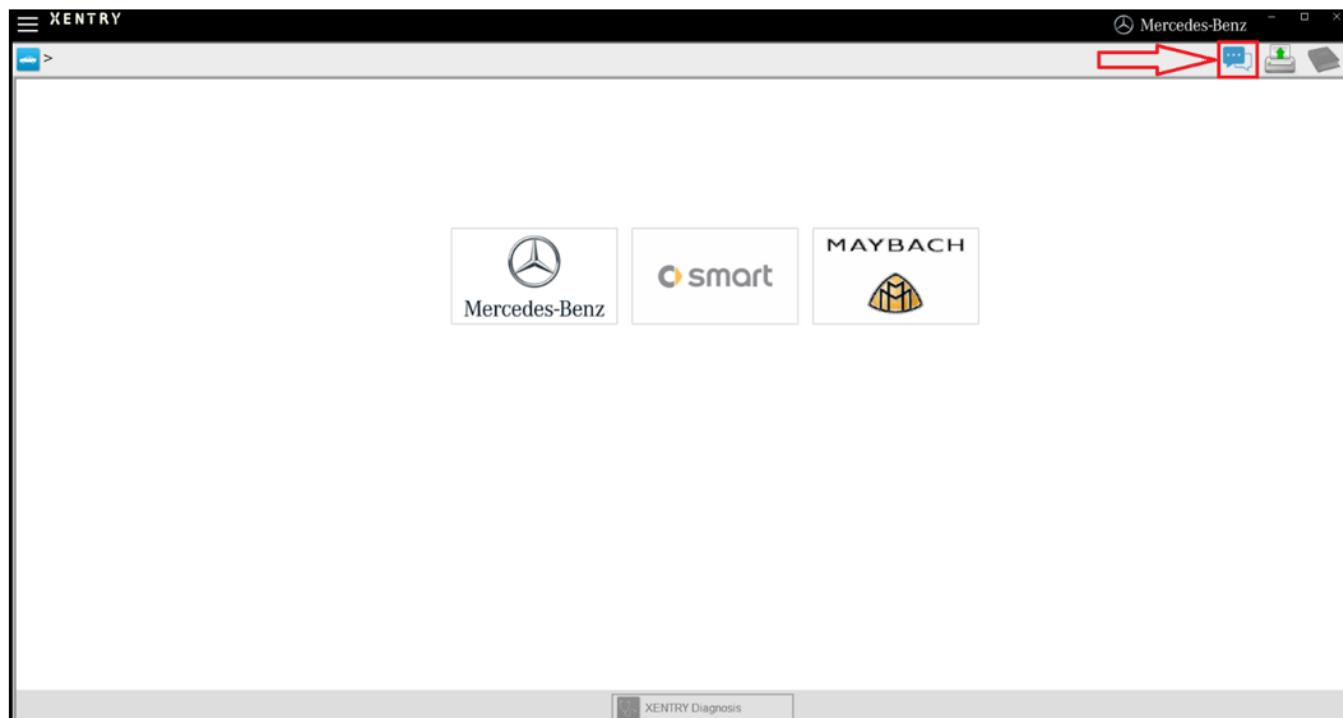 XENTRY
Mercedes-Benz
>
Mercedes-Benz
smart
MAYBACH
XENTRY Diagnosis